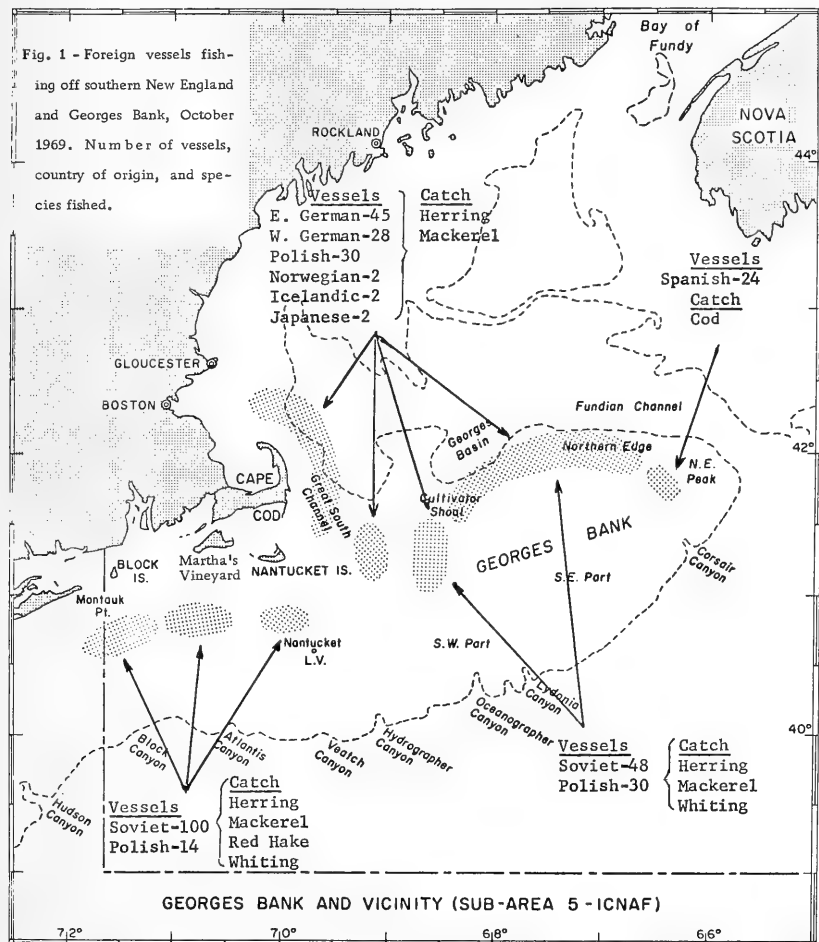 Fig. 1 - Foreign vessels fish-
ing off southern New England
and Georges Bank, October
1969. Number of vessels,
country of origin, and spe-
cies fished.
Bay of
Fundy
NOVA
SCOTIA
ROCKLAND
44°
Vessels
E. German-45
W. German-28
Polish-30
Norwegian-2
Icelandic-2
Japanese-2
Catch
Herring
Mackerel
Vessels
Spanish-24
Catch
Cod
GLOUCESTER
BOSTON
Fundian Channel
42°
Georges
Basin
Northern Edge
N.E.
Peak
CAPE
COD
Great South
Channel
Cultivator
Shoal
GEORGES BANK
Corsair
Canyon
BLOCK
IS.
Martha's
Vineyard
NANTUCKET IS.
S.E. Part
Montauk
Pt.
Nantucket
L.V.
S.W. Part
40°
Block
Canyon
Atlantis
Canyon
Veatch
Canyon
Hydrographer
Canyon
Oceanographer
Canyon
Lydonia
Canyon
Hudson
Canyon
Vessels
Soviet-100
Polish-14
Catch
Herring
Mackerel
Red Hake
Whiting
Vessels
Soviet-48
Polish-30
Catch
Herring
Mackerel
Whiting
GEORGES BANK AND VICINITY (SUB-AREA 5-ICNAF)
72°
70°
68°
66°